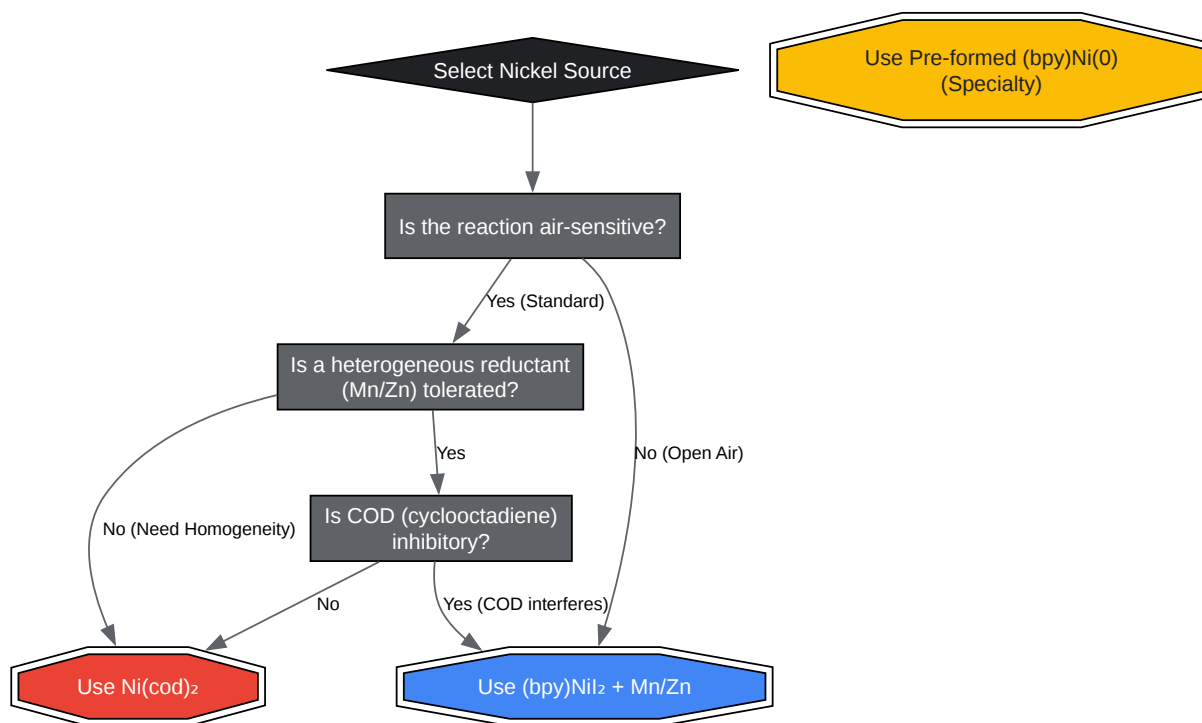 Select Nickel Source
Use Pre-formed (bpy)Ni(0)
(Specialty)
Is the reaction air-sensitive?
Yes (Standard)
Is a heterogeneous reductant
(Mn/Zn) tolerated?
Yes
No (Open Air)
Is COD (cyclooctadiene)
inhibitory?
No (Need Homogeneity)
No
Yes (COD interferes)
Use Ni(cod)₂
Use (bpy)NiI₂ + Mn/Zn